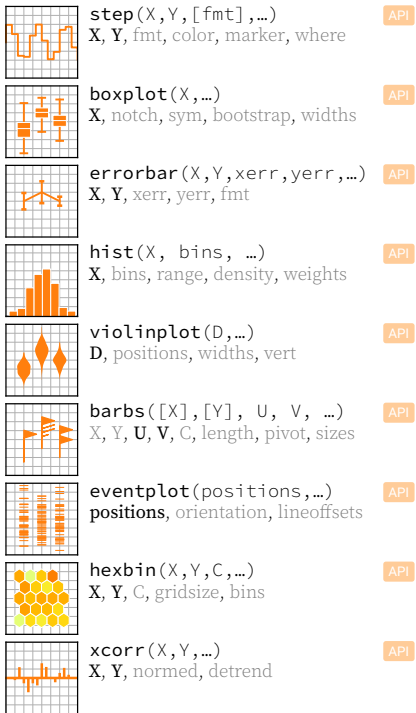 step(X,Y,[fmt],…) API
X, Y, fmt, color, marker, where
boxplot(X,…) API
X, notch, sym, bootstrap, widths
errorbar(X,Y,xerr,yerr,…) API
X, Y, xerr, yerr, fmt
hist(X, bins, …) API
X, bins, range, density, weights
violinplot(D,…) API
D, positions, widths, vert
barbs([X],[Y], U, V, …) API
X, Y, U, V, C, length, pivot, sizes
eventplot(positions,…) API
positions, orientation, lineoffsets
hexbin(X,Y,C,…) API
X, Y, C, gridsize, bins
xcorr(X,Y,…) API
X, Y, normed, detrend